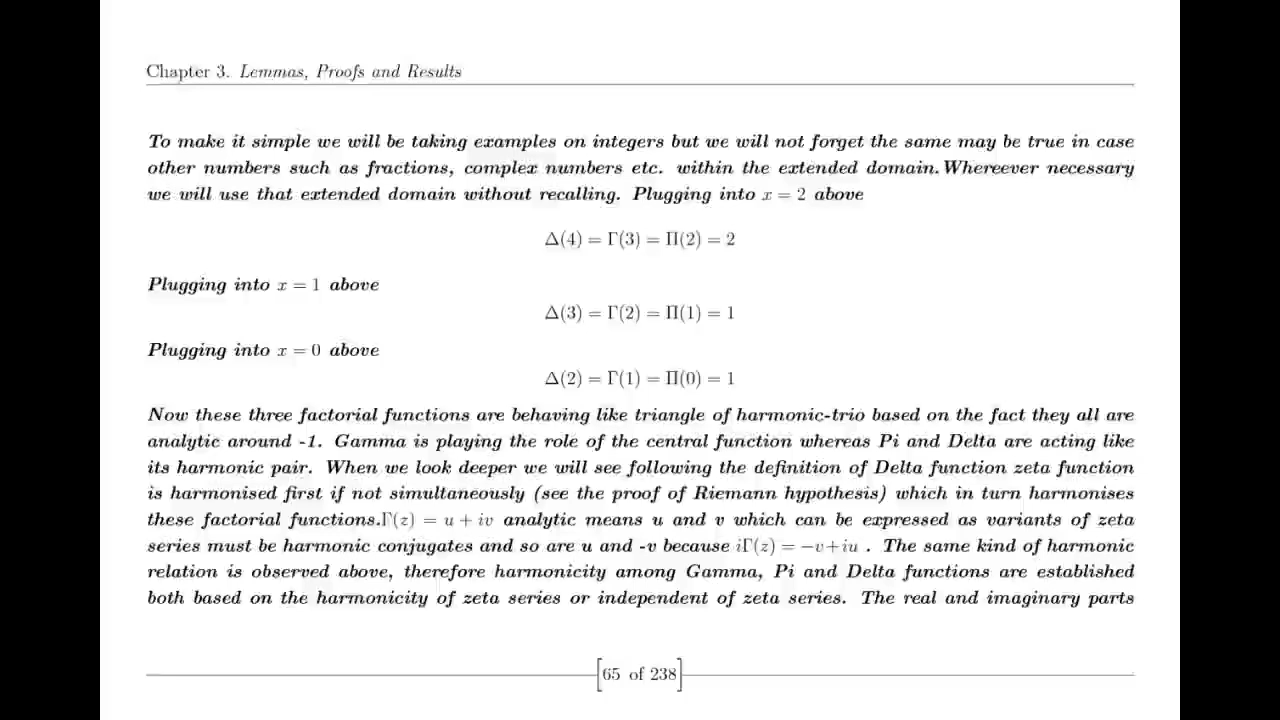 Chapter 3. Lemmas, Proofs and Results
To make it simple we will be taking examples on integers but we will not forget the same may be true in case
other numbers such as fractions, complex numbers etc. within the extended domain.Whereever necessary
we will use that extended domain without recalling. Plugging into x = 2 above
Δ(4) = Γ(3) = Π(2) = 2
Plugging into x = 1 above
Δ(3) = Γ(2) = Π(1) = 1
Plugging into x = 0 above
Δ(2) = Γ(1) = Π(0) = 1
Now these three factorial functions are behaving like triangle of harmonic-trio based on the fact they all are
analytic around -1. Gamma is playing the role of the central function whereas Pi and Delta are acting like
its harmonic pair. When we look deeper we will see following the definition of Delta function zeta function
is harmonised first if not simultaneously (see the proof of Riemann hypothesis) which in turn harmonises
these factorial functions.Γ(z) = u + iv analytic means u and v which can be expressed as variants of zeta
series must be harmonic conjugates and so are u and -v because iΓ(z) = −v+iu . The same kind of harmonic
relation is observed above, therefore harmonicity among Gamma, Pi and Delta functions are established
both based on the harmonicity of zeta series or independent of zeta series. The real and imaginary parts
[65 of 238]